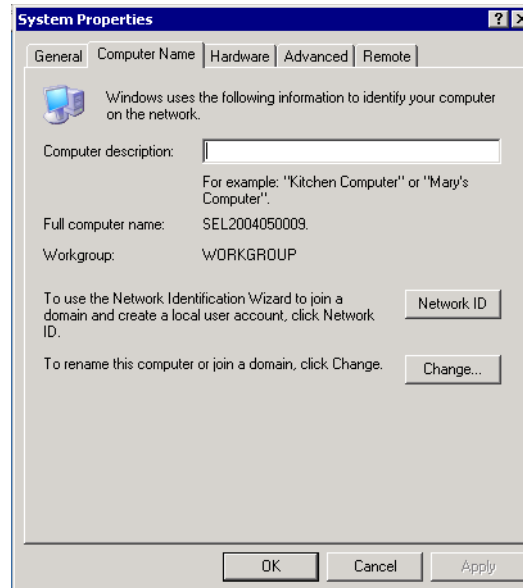 System Properties
General Computer Name Hardware Advanced Remote
Windows uses the following information to identify your computer
on the network.
Computer description:
For example: "Kitchen Computer" or "Mary's
Computer".
Full computer name: SEL2004050009.
Workgroup: WORKGROUP
To use the Network Identification Wizard to join a
domain and create a local user account, click Network
ID.
Network ID
To rename this computer or join a domain, click Change.
Change...
OK Cancel Apply